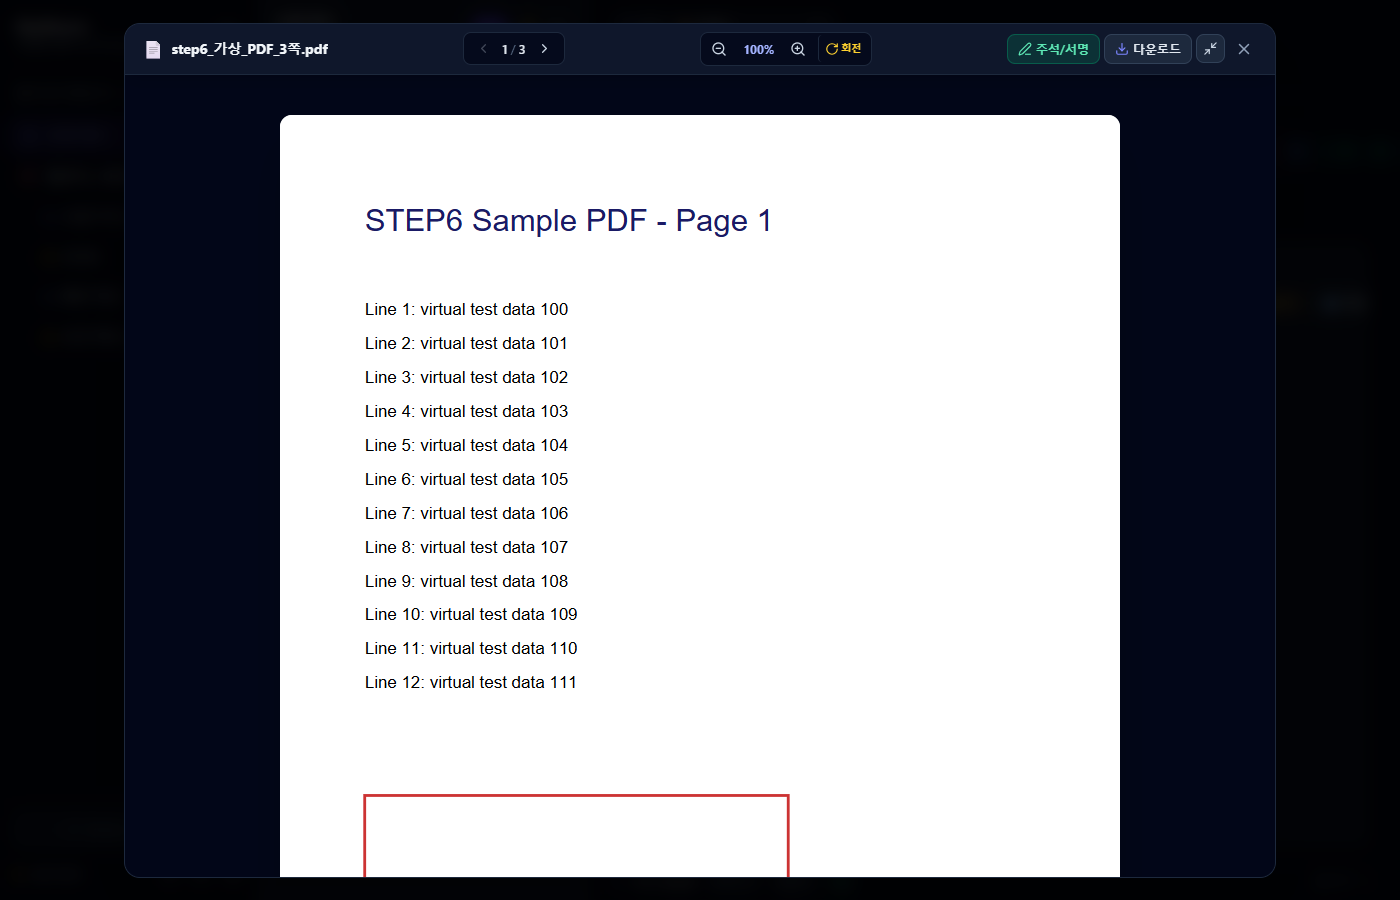 step6_가상_PDF_3쪽.pdf
1 / 3
100%
회전
주석/서명
다운로드
STEP6 Sample PDF - Page 1
Line 1: virtual test data 100
Line 2: virtual test data 101
Line 3: virtual test data 102
Line 4: virtual test data 103
Line 5: virtual test data 104
Line 6: virtual test data 105
Line 7: virtual test data 106
Line 8: virtual test data 107
Line 9: virtual test data 108
Line 10: virtual test data 109
Line 11: virtual test data 110
Line 12: virtual test data 111